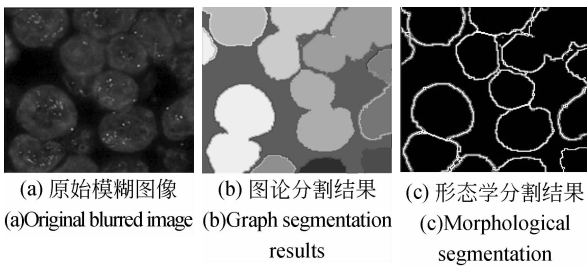 (a) 原始模糊图像
(a)Original blurred image
(b) 图论分割结果
(b)Graph segmentation
results
(c) 形态学分割结果
(c)Morphological
segmentation